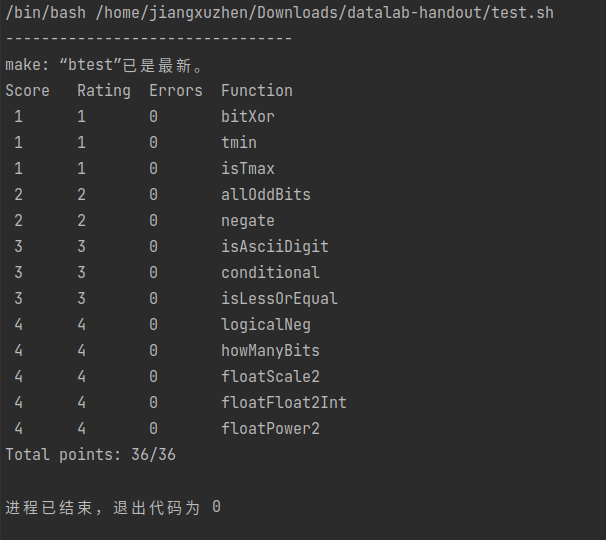 /bin/bash /home/jiangxuzhen/Downloads/datalab-handout/test.sh
--------------------------------
make: “btest”已是最新。
Score   Rating  Errors  Function
 1      1       0       bitXor
 1      1       0       tmin
 1      1       0       isTmax
 2      2       0       allOddBits
 2      2       0       negate
 3      3       0       isAsciiDigit
 3      3       0       conditional
 3      3       0       isLessOrEqual
 4      4       0       logicalNeg
 4      4       0       howManyBits
 4      4       0       floatScale2
 4      4       0       floatFloat2Int
 4      4       0       floatPower2
Total points: 36/36
进程已结束，退出代码为 0